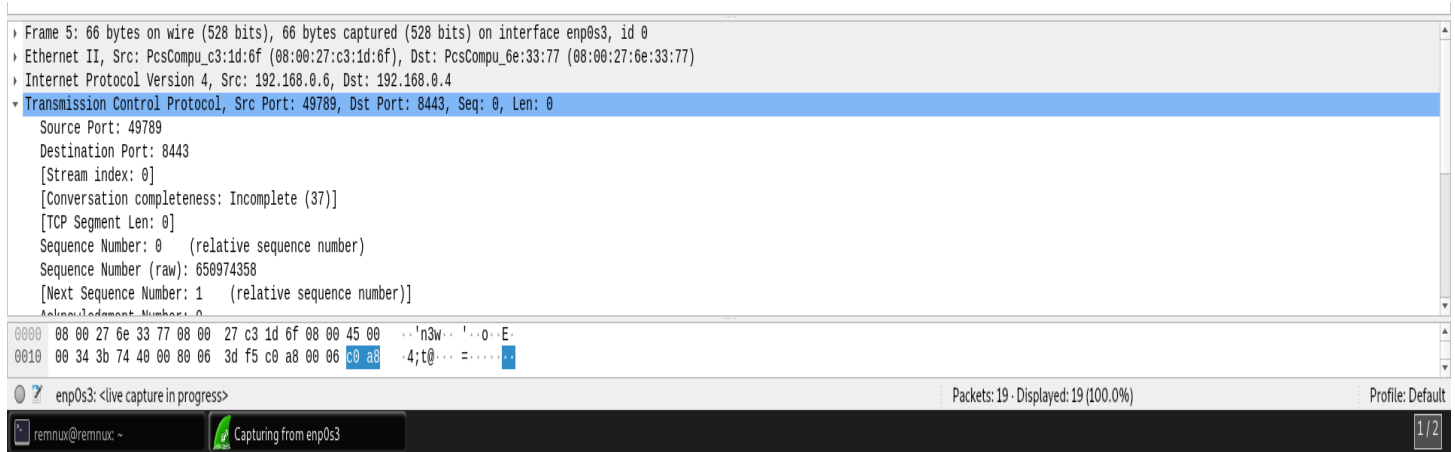 Frame 5: 66 bytes on wire (528 bits), 66 bytes captured (528 bits) on interface enp0s3, id 0
Ethernet II, Src: PcsCompu_c3:1d:6f (08:00:27:c3:1d:6f), Dst: PcsCompu_6e:33:77 (08:00:27:6e:33:77)
Internet Protocol Version 4, Src: 192.168.0.6, Dst: 192.168.0.4
Transmission Control Protocol, Src Port: 49789, Dst Port: 8443, Seq: 0, Len: 0
Source Port: 49789
Destination Port: 8443
[Stream index: 0]
[Conversation completeness: Incomplete (37)]
[TCP Segment Len: 0]
Sequence Number: 0 (relative sequence number)
Sequence Number (raw): 650974358
[Next Sequence Number: 1 (relative sequence number)]
Acknowledgment Number: 0
0000 08 00 27 6e 33 77 08 00 27 c3 1d 6f 08 00 45 00 ··'n3w·· '··o··E·
0010 00 34 3b 74 40 00 80 06 3d f5 c0 a8 00 06 c0 a8 ·4;t@··· =·······
enp0s3: <live capture in progress> Packets: 19 · Displayed: 19 (100.0%) Profile: Default
remnux@remnux: ~ Capturing from enp0s3 1/2